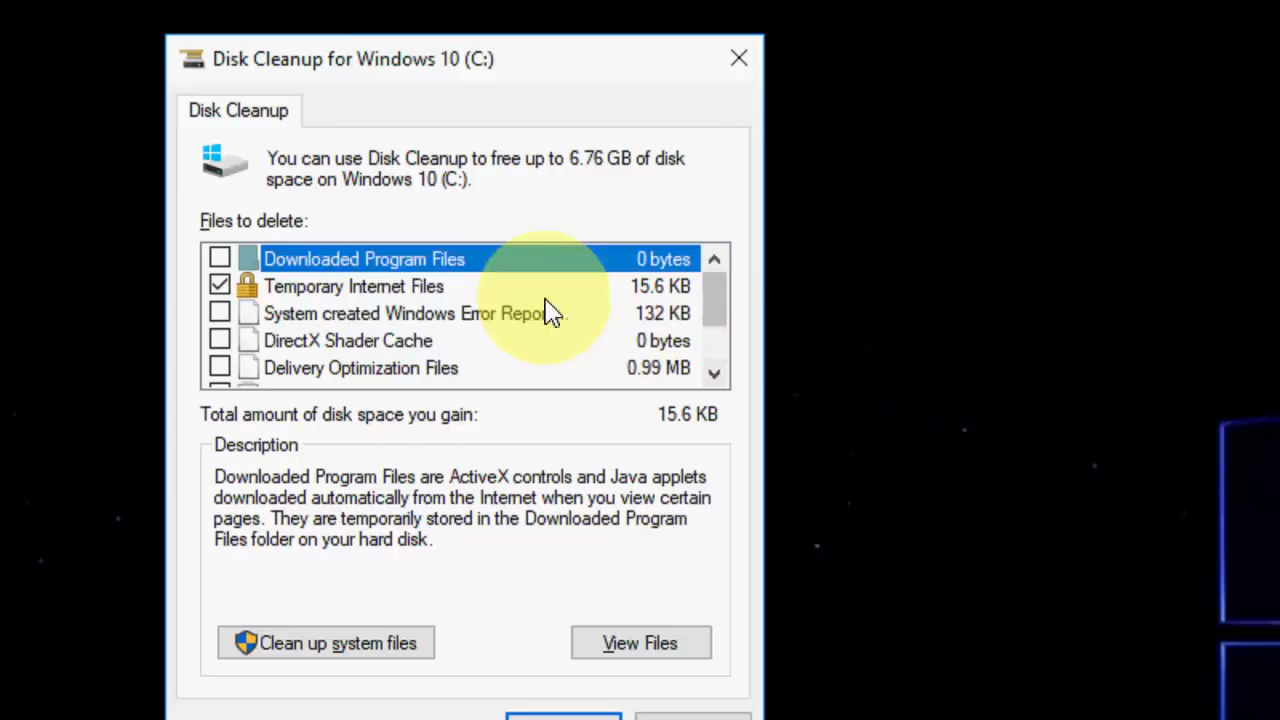 Disk Cleanup for Windows 10 (C:)
Disk Cleanup
You can use Disk Cleanup to free up to 6.76 GB of disk
space on Windows 10 (C:).
Files to delete:
Downloaded Program Files 0 bytes
Temporary Internet Files 15.6 KB
System created Windows Error Repor... 132 KB
DirectX Shader Cache 0 bytes
Delivery Optimization Files 0.99 MB
Total amount of disk space you gain: 15.6 KB
Description
Downloaded Program Files are ActiveX controls and Java applets
downloaded automatically from the Internet when you view certain
pages. They are temporarily stored in the Downloaded Program
Files folder on your hard disk.
Clean up system files
View Files